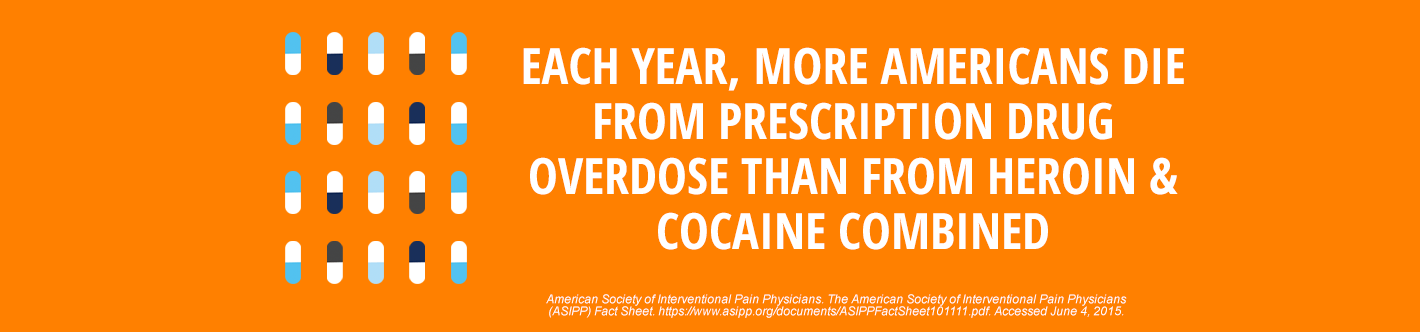 EACH YEAR, MORE AMERICANS DIE
FROM PRESCRIPTION DRUG
OVERDOSE THAN FROM HEROIN &
COCAINE COMBINED
American Society of Interventional Pain Physicians. The American Society of Interventional Pain Physicians
(ASIPP) Fact Sheet. https://www.asipp.org/documents/ASIPPFactSheet101111.pdf. Accessed June 4, 2015.